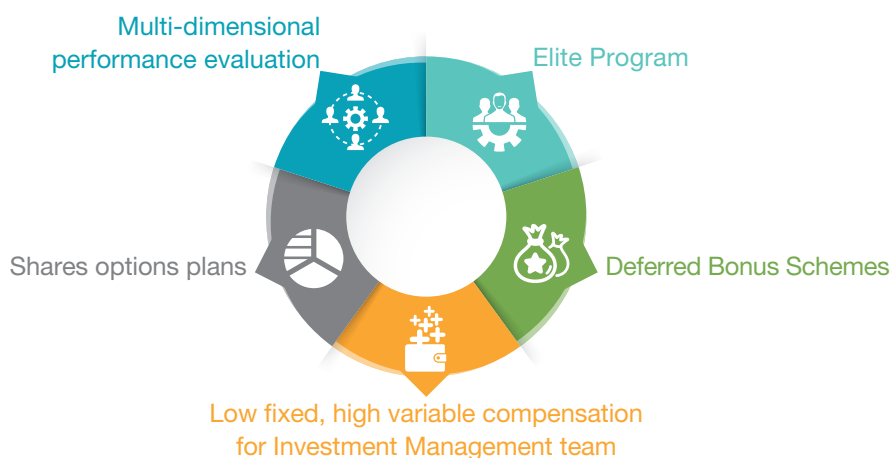 Multi-dimensional
performance evaluation
Elite Program
Shares options plans
Deferred Bonus Schemes
Low fixed, high variable compensation
for Investment Management team